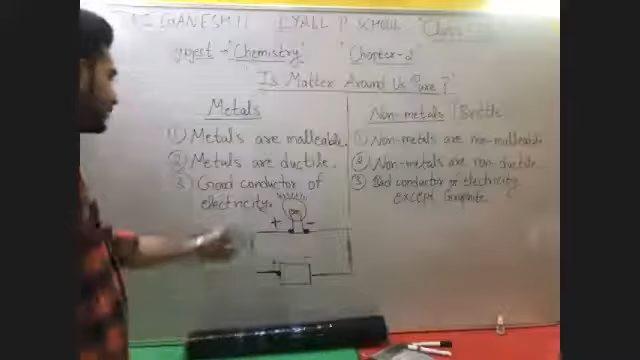 GANESH LYALL P SCHOOL "Class
"Chemistry" "Chapter-2"
"Is Matter Around Us Pure?"
Metals
① Metals are malleable.
② Metals are ductile.
③ Good conductor of
electricity.
+ -
+ -
Non-metals | Brittle
① Non-metals are non-malleable.
② Non-metals are non-ductile.
③ Bad conductor of electricity
except Graphite.